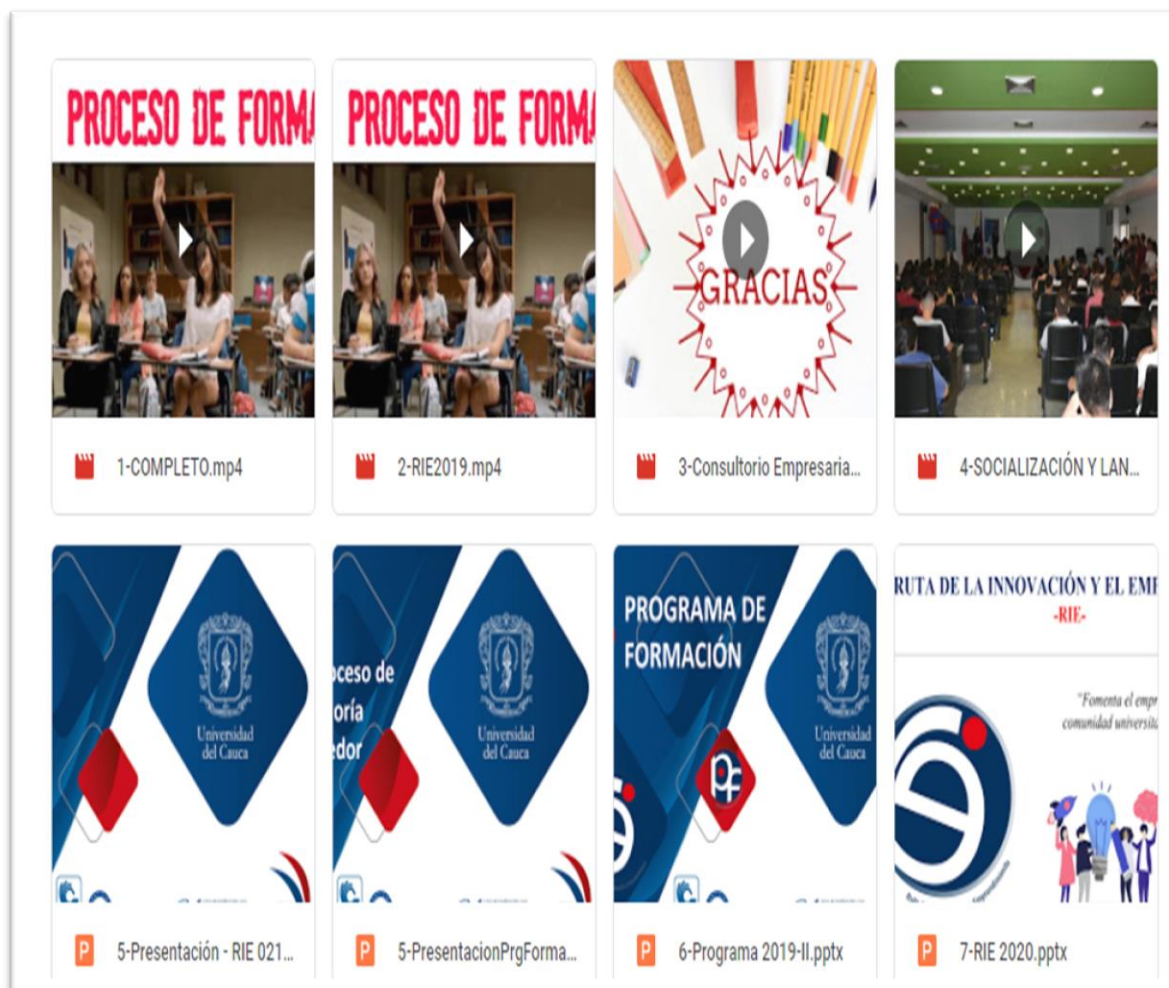 PROCESO DE FORMA
PROCESO DE FORMA
GRACIAS
1-COMPLETO.mp4
2-RIE2019.mp4
3-Consultorio Empresaria...
4-SOCIALIZACIÓN Y LAN...
Universidad
del Cauca
oceso de
oría
edor
Universidad
del Cauca
PROGRAMA DE
FORMACIÓN
Universidad
del Cauca
RUTA DE LA INNOVACIÓN Y EL EMP
-RIE-
"Fomenta el empr
comunidad universita
P 5-Presentación - RIE 021...
P 5-PresentacionPrgForma...
P 6-Programa 2019-II.pptx
P 7-RIE 2020.pptx